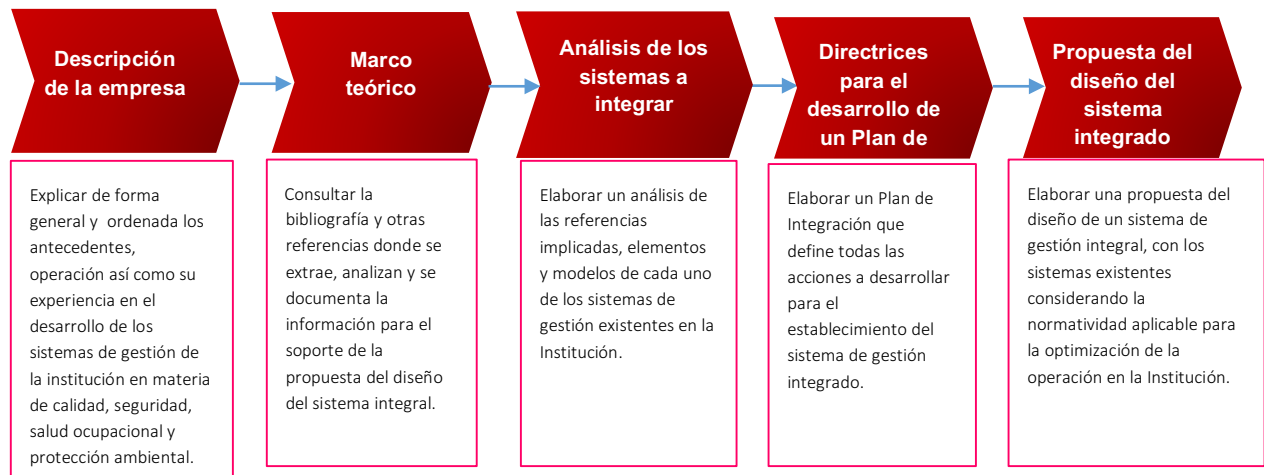 Descripción
de la empresa
Explicar de forma
general y ordenada los
antecedentes,
operación así como su
experiencia en el
desarrollo de los
sistemas de gestión de
la institución en materia
de calidad, seguridad,
salud ocupacional y
protección ambiental.
Marco
teórico
Consultar la
bibliografía y otras
referencias donde se
extrae, analizan y se
documenta la
información para el
soporte de la
propuesta del diseño
del sistema integral.
Análisis de los
sistemas a
integrar
Elaborar un análisis de
las referencias
implicadas, elementos
y modelos de cada uno
de los sistemas de
gestión existentes en la
Institución.
Directrices
para el
desarrollo de
un Plan de
Elaborar un Plan de
Integración que
define todas las
acciones a desarrollar
para el
establecimiento del
sistema de gestión
integrado.
Propuesta del
diseño del
sistema
integrado
Elaborar una propuesta del
diseño de un sistema de
gestión integral, con los
sistemas existentes
considerando la
normatividad aplicable para
la optimización de la
operación en la Institución.